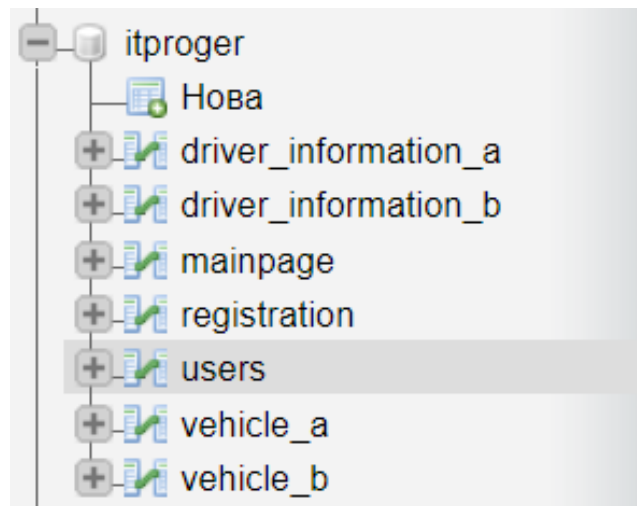 itproger
Нова
driver_information_a
driver_information_b
mainpage
registration
users
vehicle_a
vehicle_b